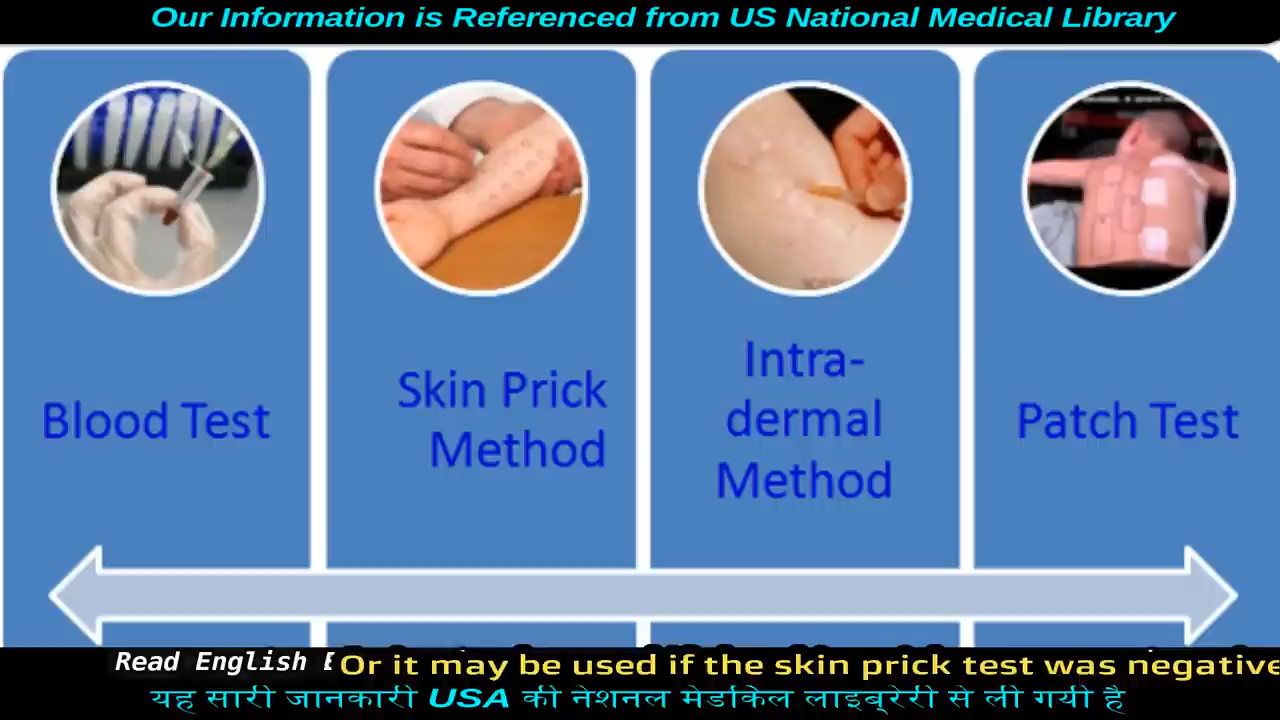 Our Information is Referenced from US National Medical Library
Blood Test
Skin Prick
Method
Intra-
dermal
Method
Patch Test
Read English
Or it may be used if the skin prick test was negative
यह सारी जानकारी USA की नेशनल मेडकिल लाइब्रेरी से ली गयी है